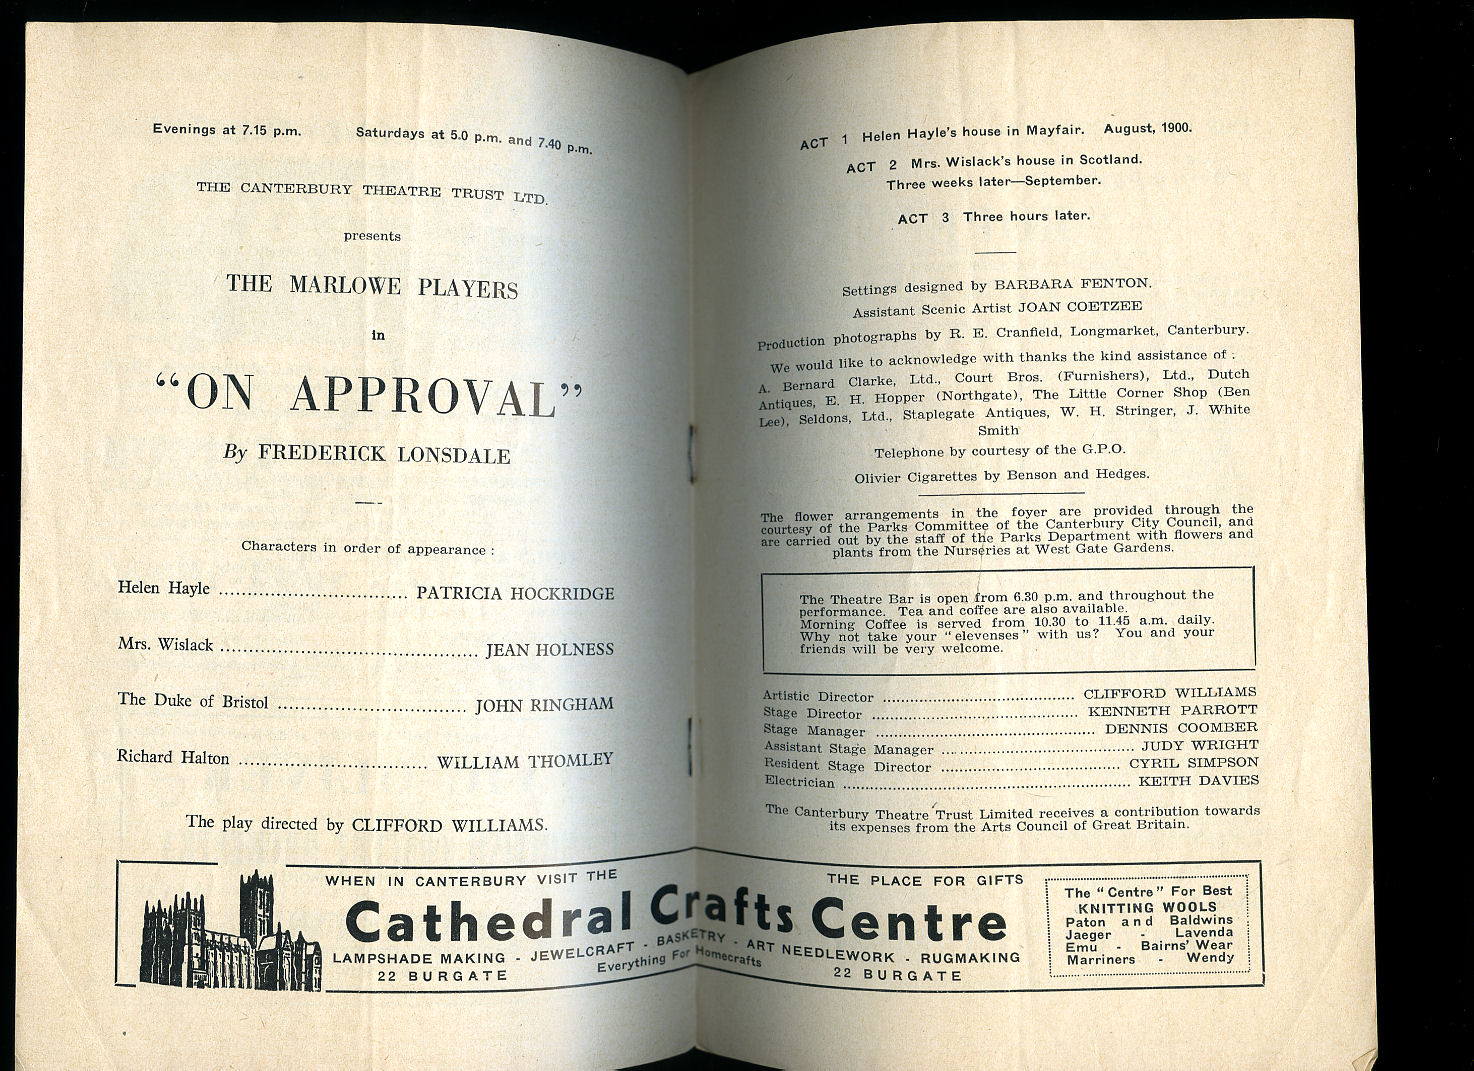 Evenings at 7.15 p.m. Saturdays at 5.0 p.m. and 7.40 p.m.
THE CANTERBURY THEATRE TRUST LTD.
presents
THE MARLOWE PLAYERS
in
“ON APPROVAL”
By FREDERICK LONSDALE
Characters in order of appearance :
Helen Hayle ................................ PATRICIA HOCKRIDGE
Mrs. Wislack ............................................ JEAN HOLNESS
The Duke of Bristol ................................ JOHN RINGHAM
Richard Halton ................................ WILLIAM THOMLEY
The play directed by CLIFFORD WILLIAMS.
ACT 1 Helen Hayle's house in Mayfair. August, 1900.
ACT 2 Mrs. Wislack's house in Scotland.
Three weeks later—September.
ACT 3 Three hours later.
Settings designed by BARBARA FENTON.
Assistant Scenic Artist JOAN COETZEE
Production photographs by R. E. Cranfield, Longmarket, Canterbury.
We would like to acknowledge with thanks the kind assistance of :
A. Bernard Clarke, Ltd., Court Bros. (Furnishers), Ltd., Dutch
Antiques, E. H. Hopper (Northgate), The Little Corner Shop (Ben
Lee), Seldons, Ltd., Staplegate Antiques, W. H. Stringer, J. White
Smith
Telephone by courtesy of the G.P.O.
Olivier Cigarettes by Benson and Hedges.
The flower arrangements in the foyer are provided through the
courtesy of the Parks Committee of the Canterbury City Council, and
are carried out by the staff of the Parks Department with flowers and
plants from the Nurseries at West Gate Gardens.
The Theatre Bar is open from 6.30 p.m. and throughout the
performance. Tea and coffee are also available.
Morning Coffee is served from 10.30 to 11.45 a.m. daily.
Why not take your “elevenses” with us? You and your
friends will be very welcome.
Artistic Director ............................................ CLIFFORD WILLIAMS
Stage Director ................................................ KENNETH PARROTT
Stage Manager .................................................. DENNIS COOMBER
Assistant Stage Manager ............................................ JUDY WRIGHT
Resident Stage Director .......................................... CYRIL SIMPSON
Electrician ................................................................ KEITH DAVIES
The Canterbury Theatre Trust Limited receives a contribution towards
its expenses from the Arts Council of Great Britain.
WHEN IN CANTERBURY VISIT THE THE PLACE FOR GIFTS
Cathedral Crafts Centre
LAMPSHADE MAKING - JEWELCRAFT - BASKETRY - ART NEEDLEWORK - RUGMAKING
Everything For Homecrafts
22 BURGATE 22 BURGATE
The “Centre” For Best
KNITTING WOOLS
Paton and Baldwins
Jaeger - Lavenda
Emu - Bairns' Wear
Marriners - Wendy